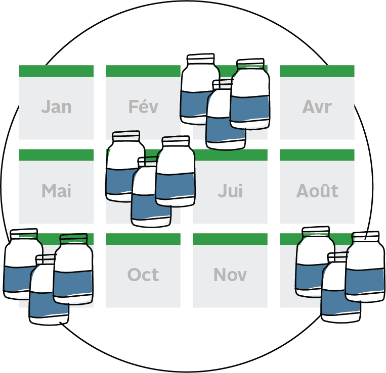 Jan Fév Avr
Mai Jui Août
Oct Nov